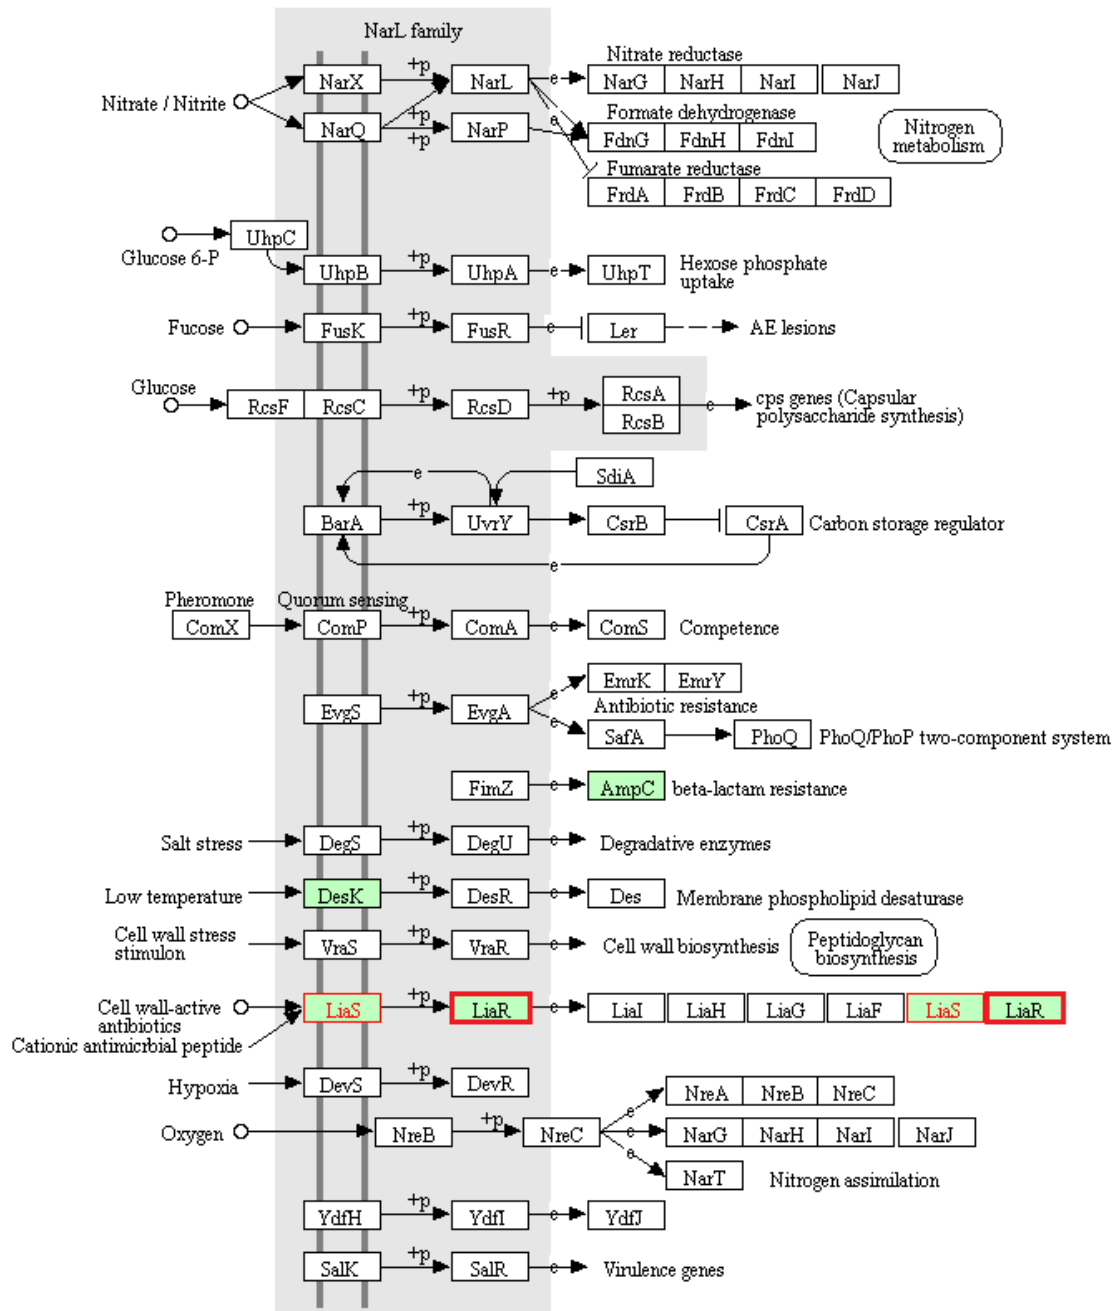 NarL family
Nitrate / Nitrite
NarX
+p
NarL
e
Nitrate reductase
NarG NarH NarI NarJ
NarQ
+p
+p
NarP
e
Formate dehydrogenase
FdnG FdnH FdnI
Fumarate reductase
FrdA FrdB FrdC FrdD
Nitrogen
metabolism
Glucose 6-P
UhpC
UhpB
+p
UhpA
e
UhpT
Hexose phosphate
uptake
Fucose
FusK
+p
FusR
e
Ler
AE lesions
Glucose
RcsF RcsC
+p
RcsD
+p
RcsA
RcsB
e
cps genes (Capsular
polysaccharide synthesis)
e
SdiA
BarA
+p
UvrY
CsrB
CsrA
Carbon storage regulator
e
Pheromone
Quorum sensing
ComX
ComP
+p
ComA
e
ComS
Competence
EvgS
+p
EvgA
e
EmrK EmrY
Antibiotic resistance
e
SafA
PhoQ
PhoQ/PhoP two-component system
FimZ
e
AmpC
beta-lactam resistance
Salt stress
DegS
+p
DegU
e
Degradative enzymes
Low temperature
DesK
+p
DesR
e
Des
Membrane phospholipid desaturase
Cell wall stress
stimulon
VraS
+p
VraR
e
Cell wall biosynthesis
Peptidoglycan
biosynthesis
Cell wall-active
antibiotics
Cationic antimicrbial peptide
LiaS
+p
LiaR
e
LiaI LiaH LiaG LiaF LiaS LiaR
Hypoxia
DevS
+p
DevR
Oxygen
NreB
+p
NreC
e
NreA NreB NreC
e
NarG NarH NarI NarJ
e
NarT
Nitrogen assimilation
YdfH
+p
YdfI
e
YdfJ
SalK
+p
SalR
e
Virulence genes